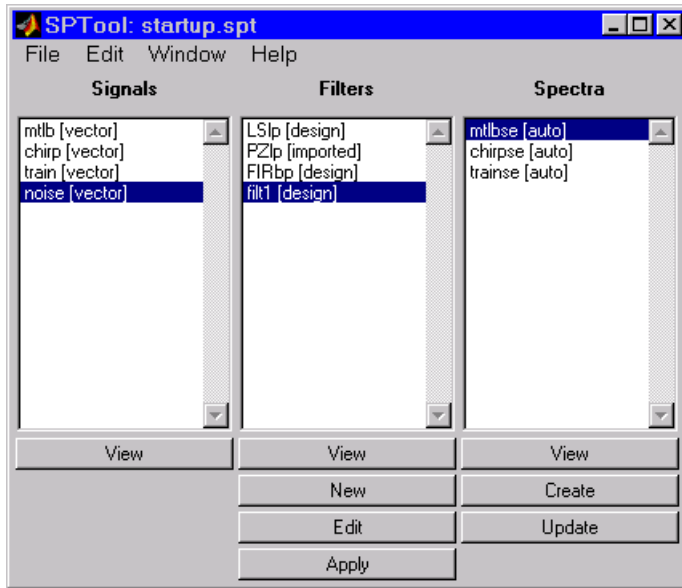 SPTool: startup.spt
File Edit Window Help
Signals Filters Spectra
mtlb [vector] LSlp [design] mtlbse [auto]
chirp [vector] PZlp [imported] chirpse [auto]
train [vector] FIRbp [design] trainse [auto]
noise [vector] filt1 [design]
View View View
New Create
Edit Update
Apply